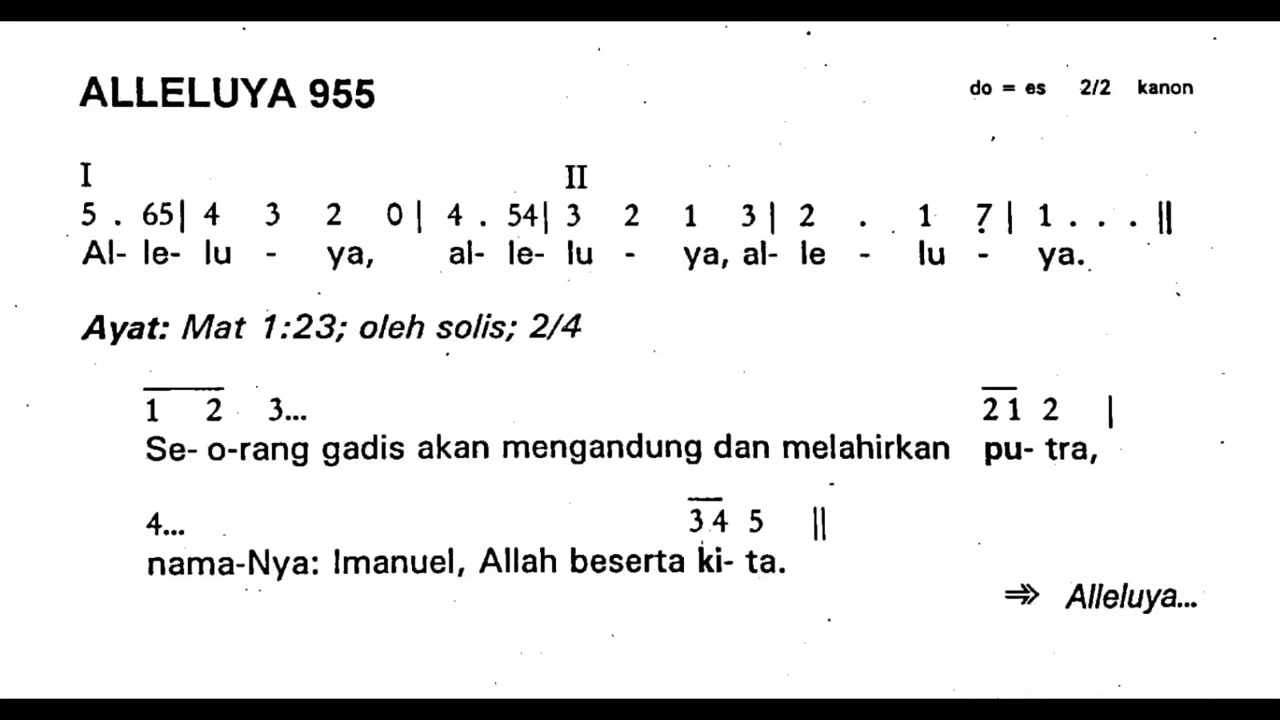 ALLELUYA 955 do = es 2/2 kanon
I II
5 . 65| 4 3 2 0 | 4 . 54| 3 2 1 3 | 2 . 1 7̣ | 1 . . . ||
Al- le- lu - ya, al- le- lu - ya, al- le - lu - ya.
Ayat: Mat 1:23; oleh solis; 2/4
1 2 3... 2 1 2 |
Se- o-rang gadis akan mengandung dan melahirkan pu- tra,
4... 3 4 5 ||
nama-Nya: Imanuel, Allah beserta ki- ta.
⇒ Alleluya...